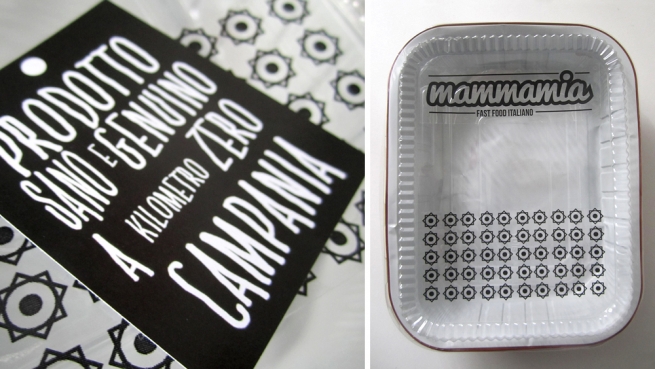 PRODOTTO
SANO E GENUINO
A KILOMETRO ZERO
CAMPANIA
mammamia
FAST FOOD ITALIANO